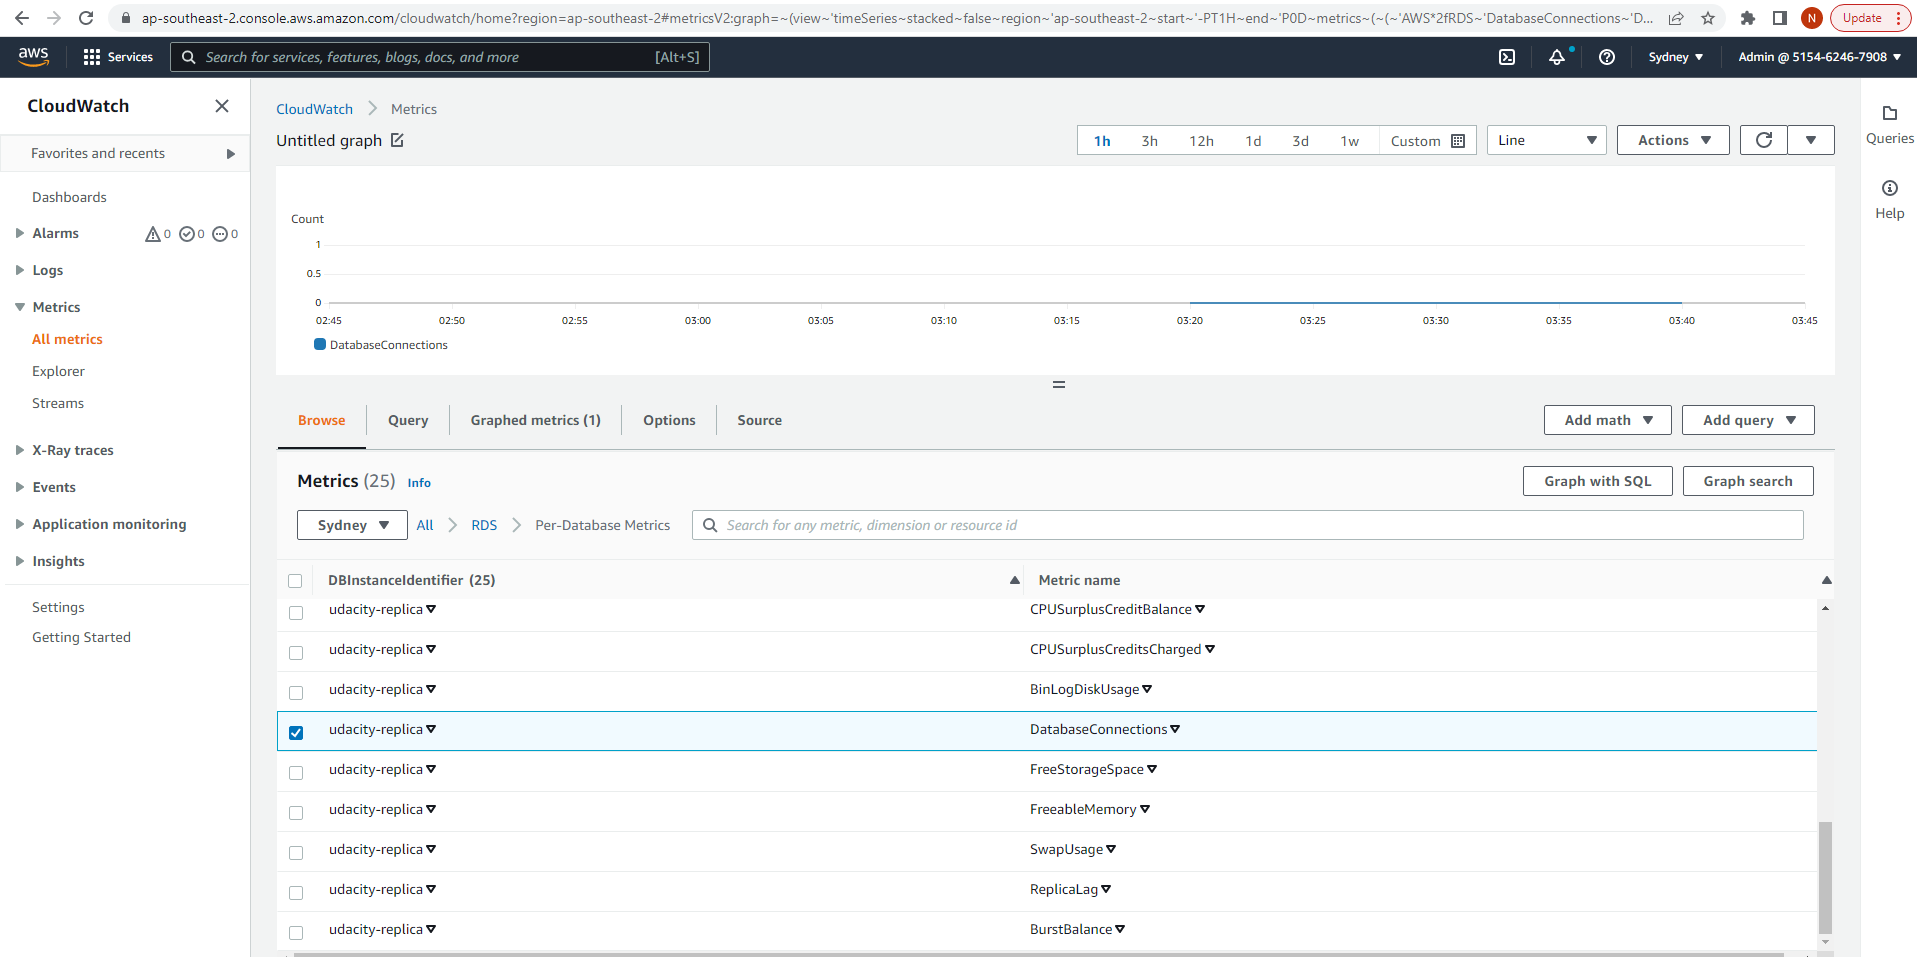 ap-southeast-2.console.aws.amazon.com/cloudwatch/home?region=ap-southeast-2#metricsV2:graph=~(view~'timeSeries~stacked~false~region~'ap-southeast-2~start~'-PT1H~end~'P0D~metrics~(~(~'AWS*2fRDS~'DatabaseConnections~'D...
N
Update
aws
Services
Search for services, features, blogs, docs, and more
[Alt+S]
Sydney
Admin @ 5154-6246-7908
CloudWatch
Favorites and recents
Dashboards
Alarms
0
0
0
Logs
Metrics
All metrics
Explorer
Streams
X-Ray traces
Events
Application monitoring
Insights
Settings
Getting Started
CloudWatch
Metrics
Untitled graph
1h
3h
12h
1d
3d
1w
Custom
Line
Actions
Queries
Help
Count
1
0.5
0
02:45
02:50
02:55
03:00
03:05
03:10
03:15
03:20
03:25
03:30
03:35
03:40
03:45
DatabaseConnections
Browse
Query
Graphed metrics (1)
Options
Source
Add math
Add query
Metrics (25)
Info
Graph with SQL
Graph search
Sydney
All
RDS
Per-Database Metrics
Search for any metric, dimension or resource id
DBInstanceIdentifier (25)
Metric name
udacity-replica
CPUSurplusCreditBalance
udacity-replica
CPUSurplusCreditsCharged
udacity-replica
BinLogDiskUsage
udacity-replica
DatabaseConnections
udacity-replica
FreeStorageSpace
udacity-replica
FreeableMemory
udacity-replica
SwapUsage
udacity-replica
ReplicaLag
udacity-replica
BurstBalance